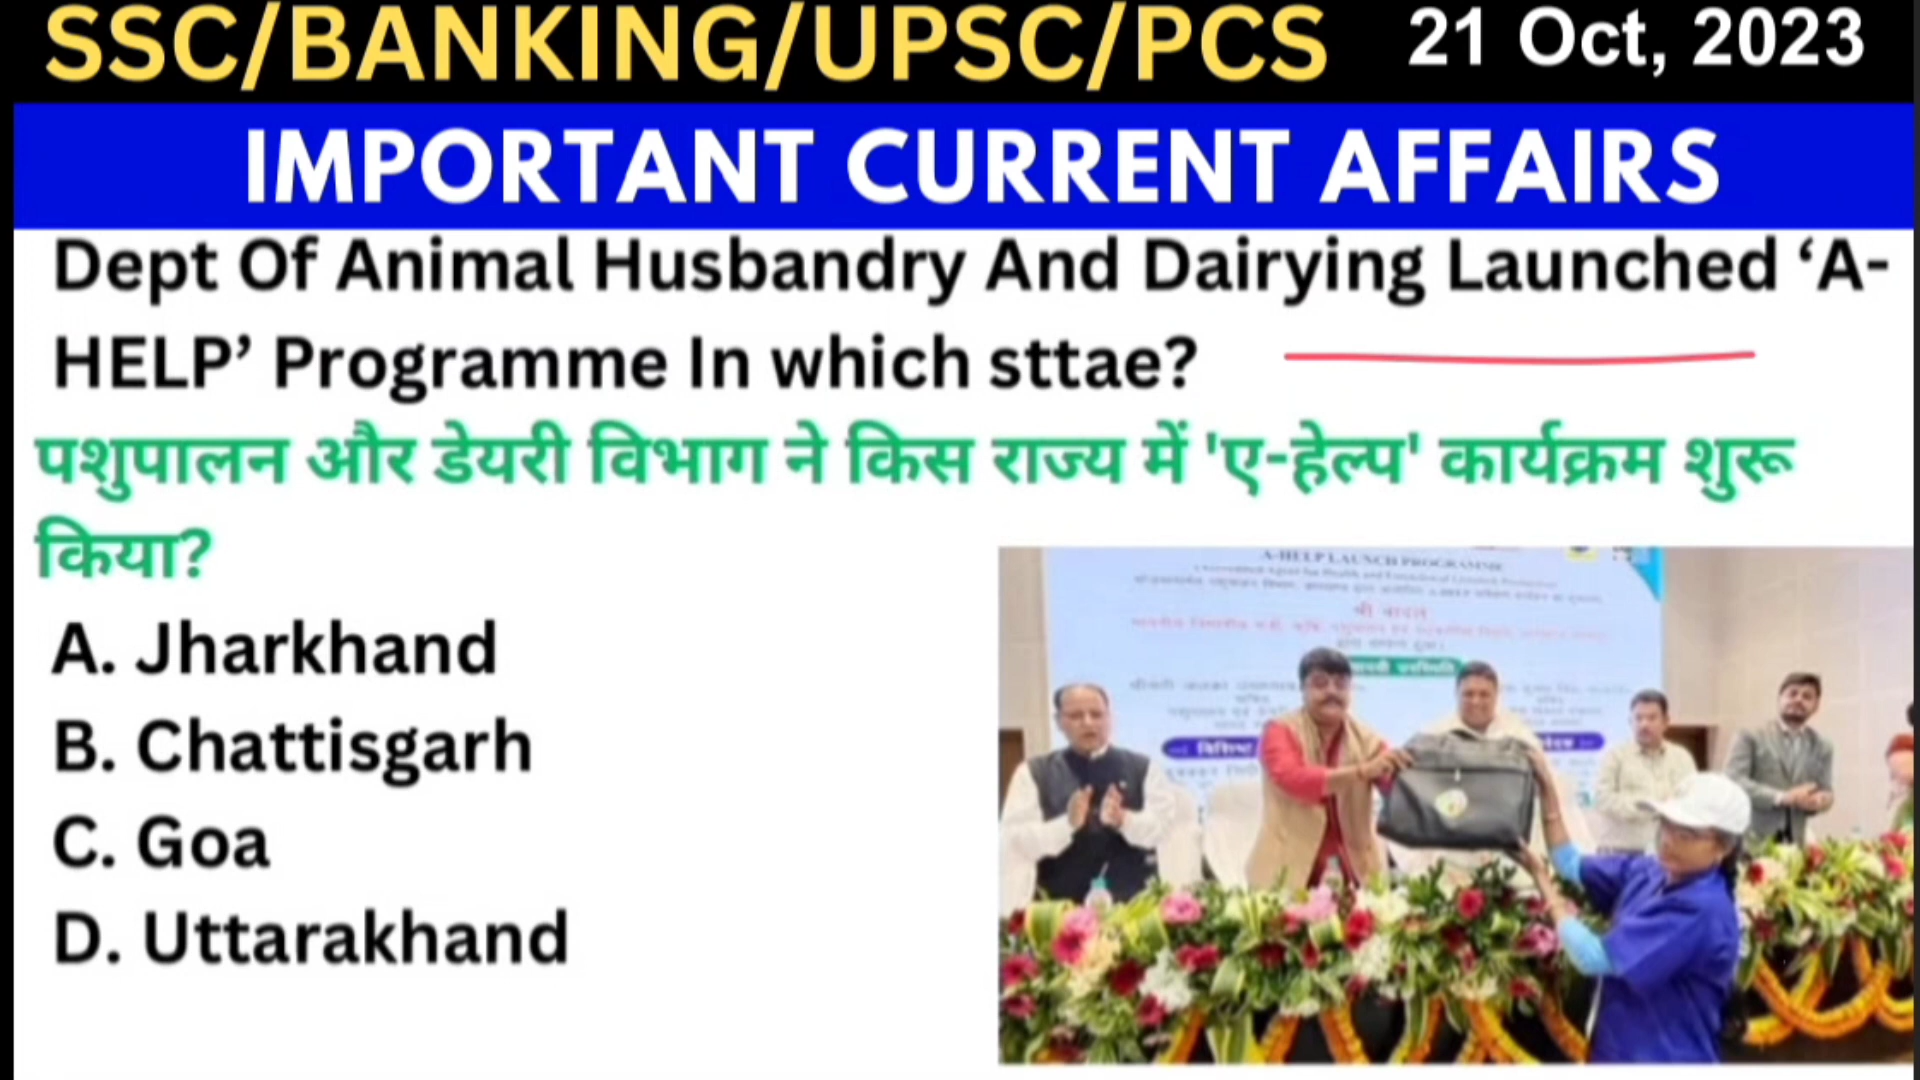 SSC/BANKING/UPSC/PCS 21 Oct, 2023
IMPORTANT CURRENT AFFAIRS
Dept Of Animal Husbandry And Dairying Launched ‘A-
HELP’ Programme In which sttae?
पशुपालन और डेयरी विभाग ने किस राज्य में 'ए-हेल्प' कार्यक्रम शुरू
किया?
A. Jharkhand
B. Chattisgarh
C. Goa
D. Uttarakhand
A-HELP LAUNCH PROGRAMME
श्री बादल